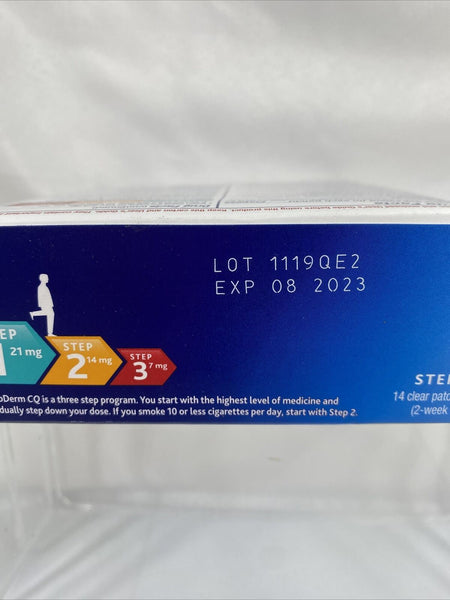 LOT 1119QE2
EXP 08 2023
STEP
1 21 mg
STEP
2 14 mg
STEP
3 7 mg
oDerm CQ is a three step program. You start with the highest level of medicine and
dually step down your dose. If you smoke 10 or less cigarettes per day, start with Step 2.
STE
14 clear patc
(2-week